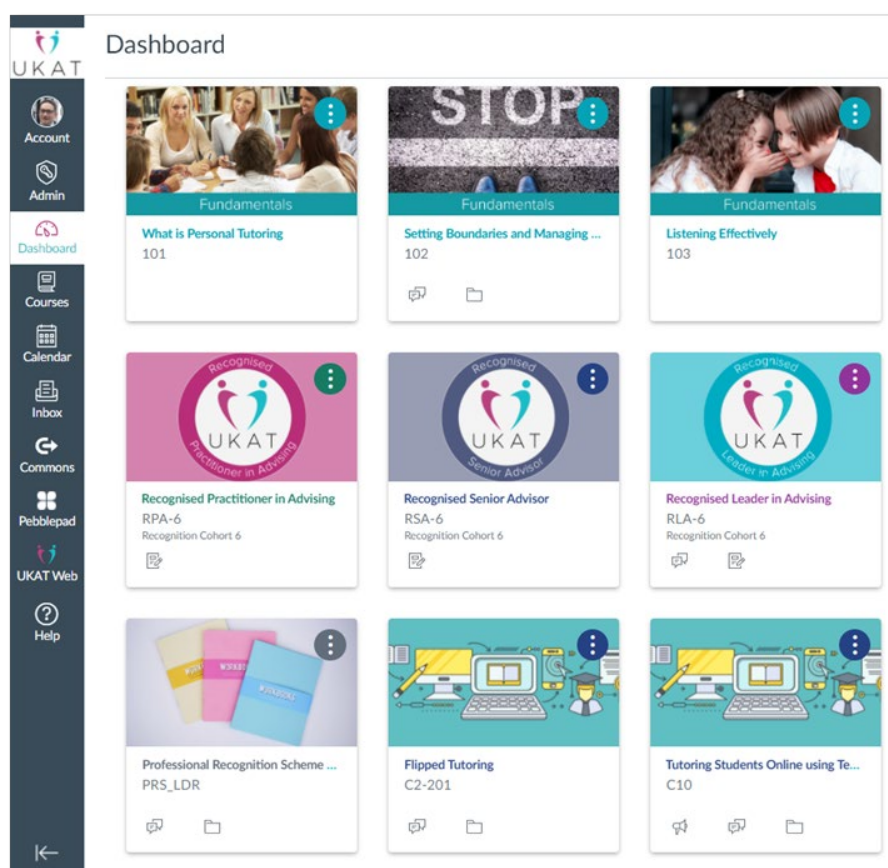 UKAT
Dashboard
Account
Admin
Dashboard
Courses
Calendar
Inbox
Commons
Pebblepad
UKAT Web
Help
Fundamentals
What is Personal Tutoring
101
STOP
Fundamentals
Setting Boundaries and Managing ...
102
Fundamentals
Listening Effectively
103
Recognised
UKAT
Practitioner in Advising
Recognised Practitioner in Advising
RPA-6
Recognition Cohort 6
Recognised
UKAT
Senior Advisor
Recognised Senior Advisor
RSA-6
Recognition Cohort 6
Recognised
UKAT
Leader in Advising
Recognised Leader in Advising
RLA-6
Recognition Cohort 6
WORKBOOK
Professional Recognition Scheme ...
PRS_LDR
Flipped Tutoring
C2-201
Tutoring Students Online using Te...
C10